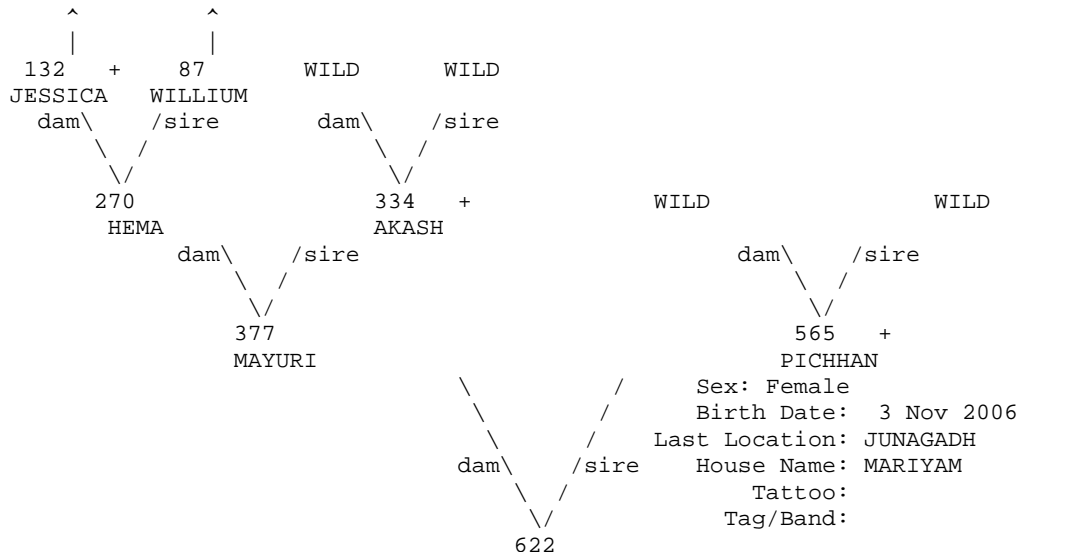 ^ ^
| |
132 + 87 WILD WILD
JESSICA WILLIUM
dam\ /sire dam\ /sire
\ / \ /
\/ \/
270 334 + WILD WILD
HEMA AKASH
dam\ /sire dam\ /sire
\ / \ /
\/ \/
377 565 +
MAYURI PICHHAN
\ / Sex: Female
\ / Birth Date: 3 Nov 2006
\ / Last Location: JUNAGADH
dam\ /sire House Name: MARIYAM
\ / Tattoo:
\/ Tag/Band:
622